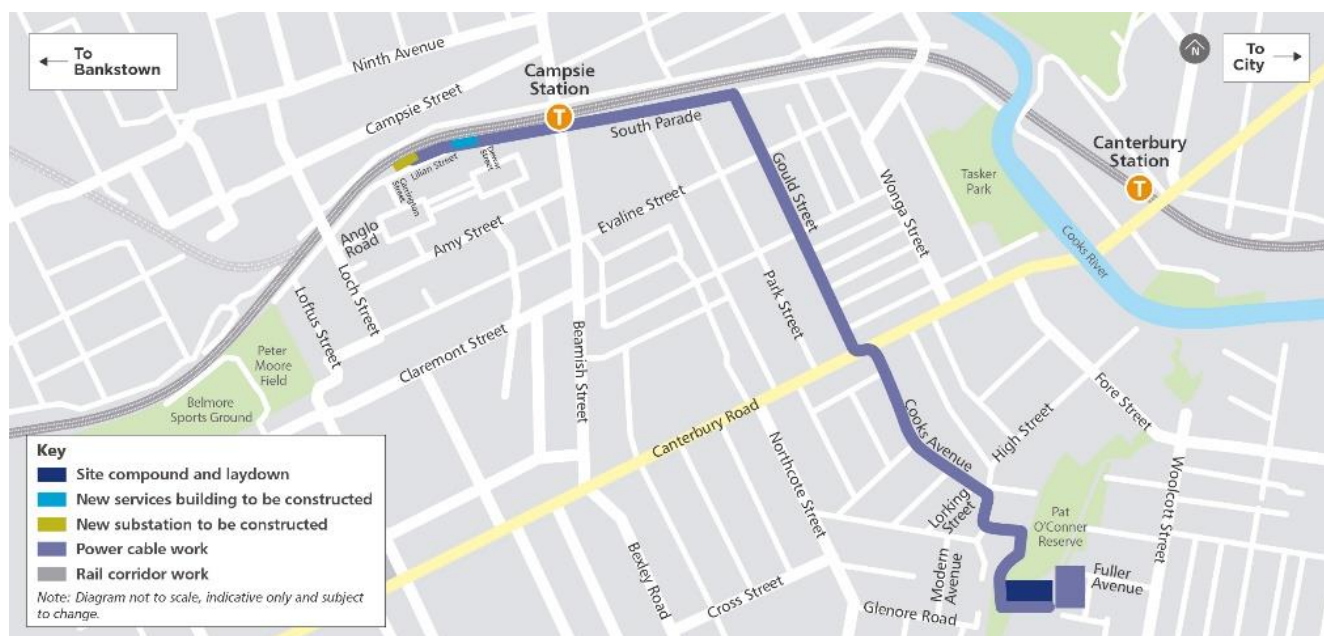 To
Bankstown
N
To
City
Ninth Avenue
Campsie
Station
T
Campsie Street
South Parade
Canterbury
Station
T
Lilian Street
Dewar
Street
Carrington
Street
Tasker
Park
Gould Street
Wonga Street
Evaline Street
Anglo
Road
Amy Street
Cooks River
Loch Street
Loftus Street
Park Street
Peter
Moore
Field
Claremont Street
Beamish Street
Belmore
Sports Ground
Fore Street
Canterbury Road
Cooks Avenue
High Street
Northcote Street
Woolcott Street
Lorking
Street
Pat
O'Conner
Reserve
Bexley Road
Modern
Avenue
Fuller
Avenue
Cross Street
Glenore Road
Key
Site compound and laydown
New services building to be constructed
New substation to be constructed
Power cable work
Rail corridor work
Note: Diagram not to scale, indicative only and subject
to change.